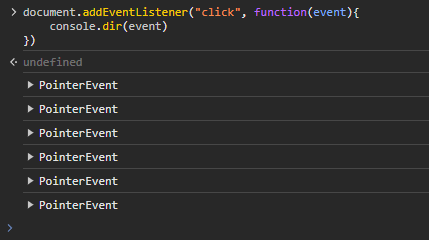 document.addEventListener("click", function(event){
    console.dir(event)
})
undefined
PointerEvent
PointerEvent
PointerEvent
PointerEvent
PointerEvent
PointerEvent